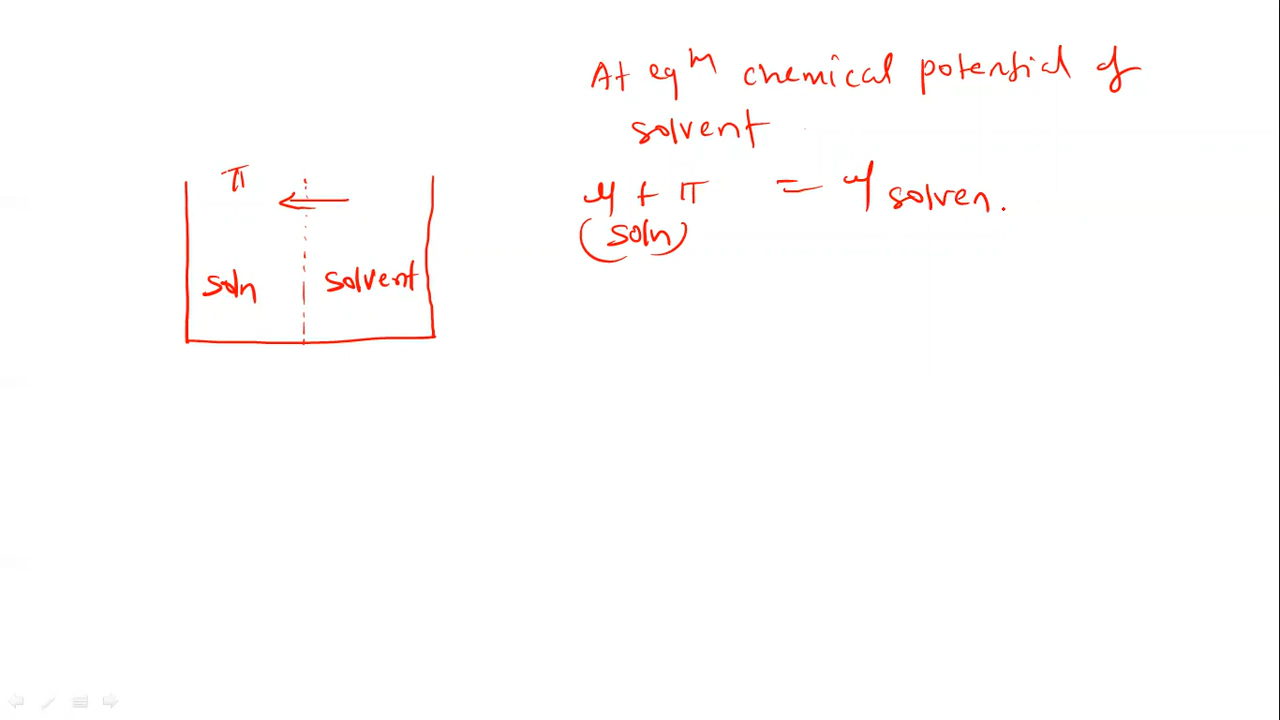 At eqm chemical potential of
solvent
π
μ + π = μ solven.
(soln)
soln
solvent